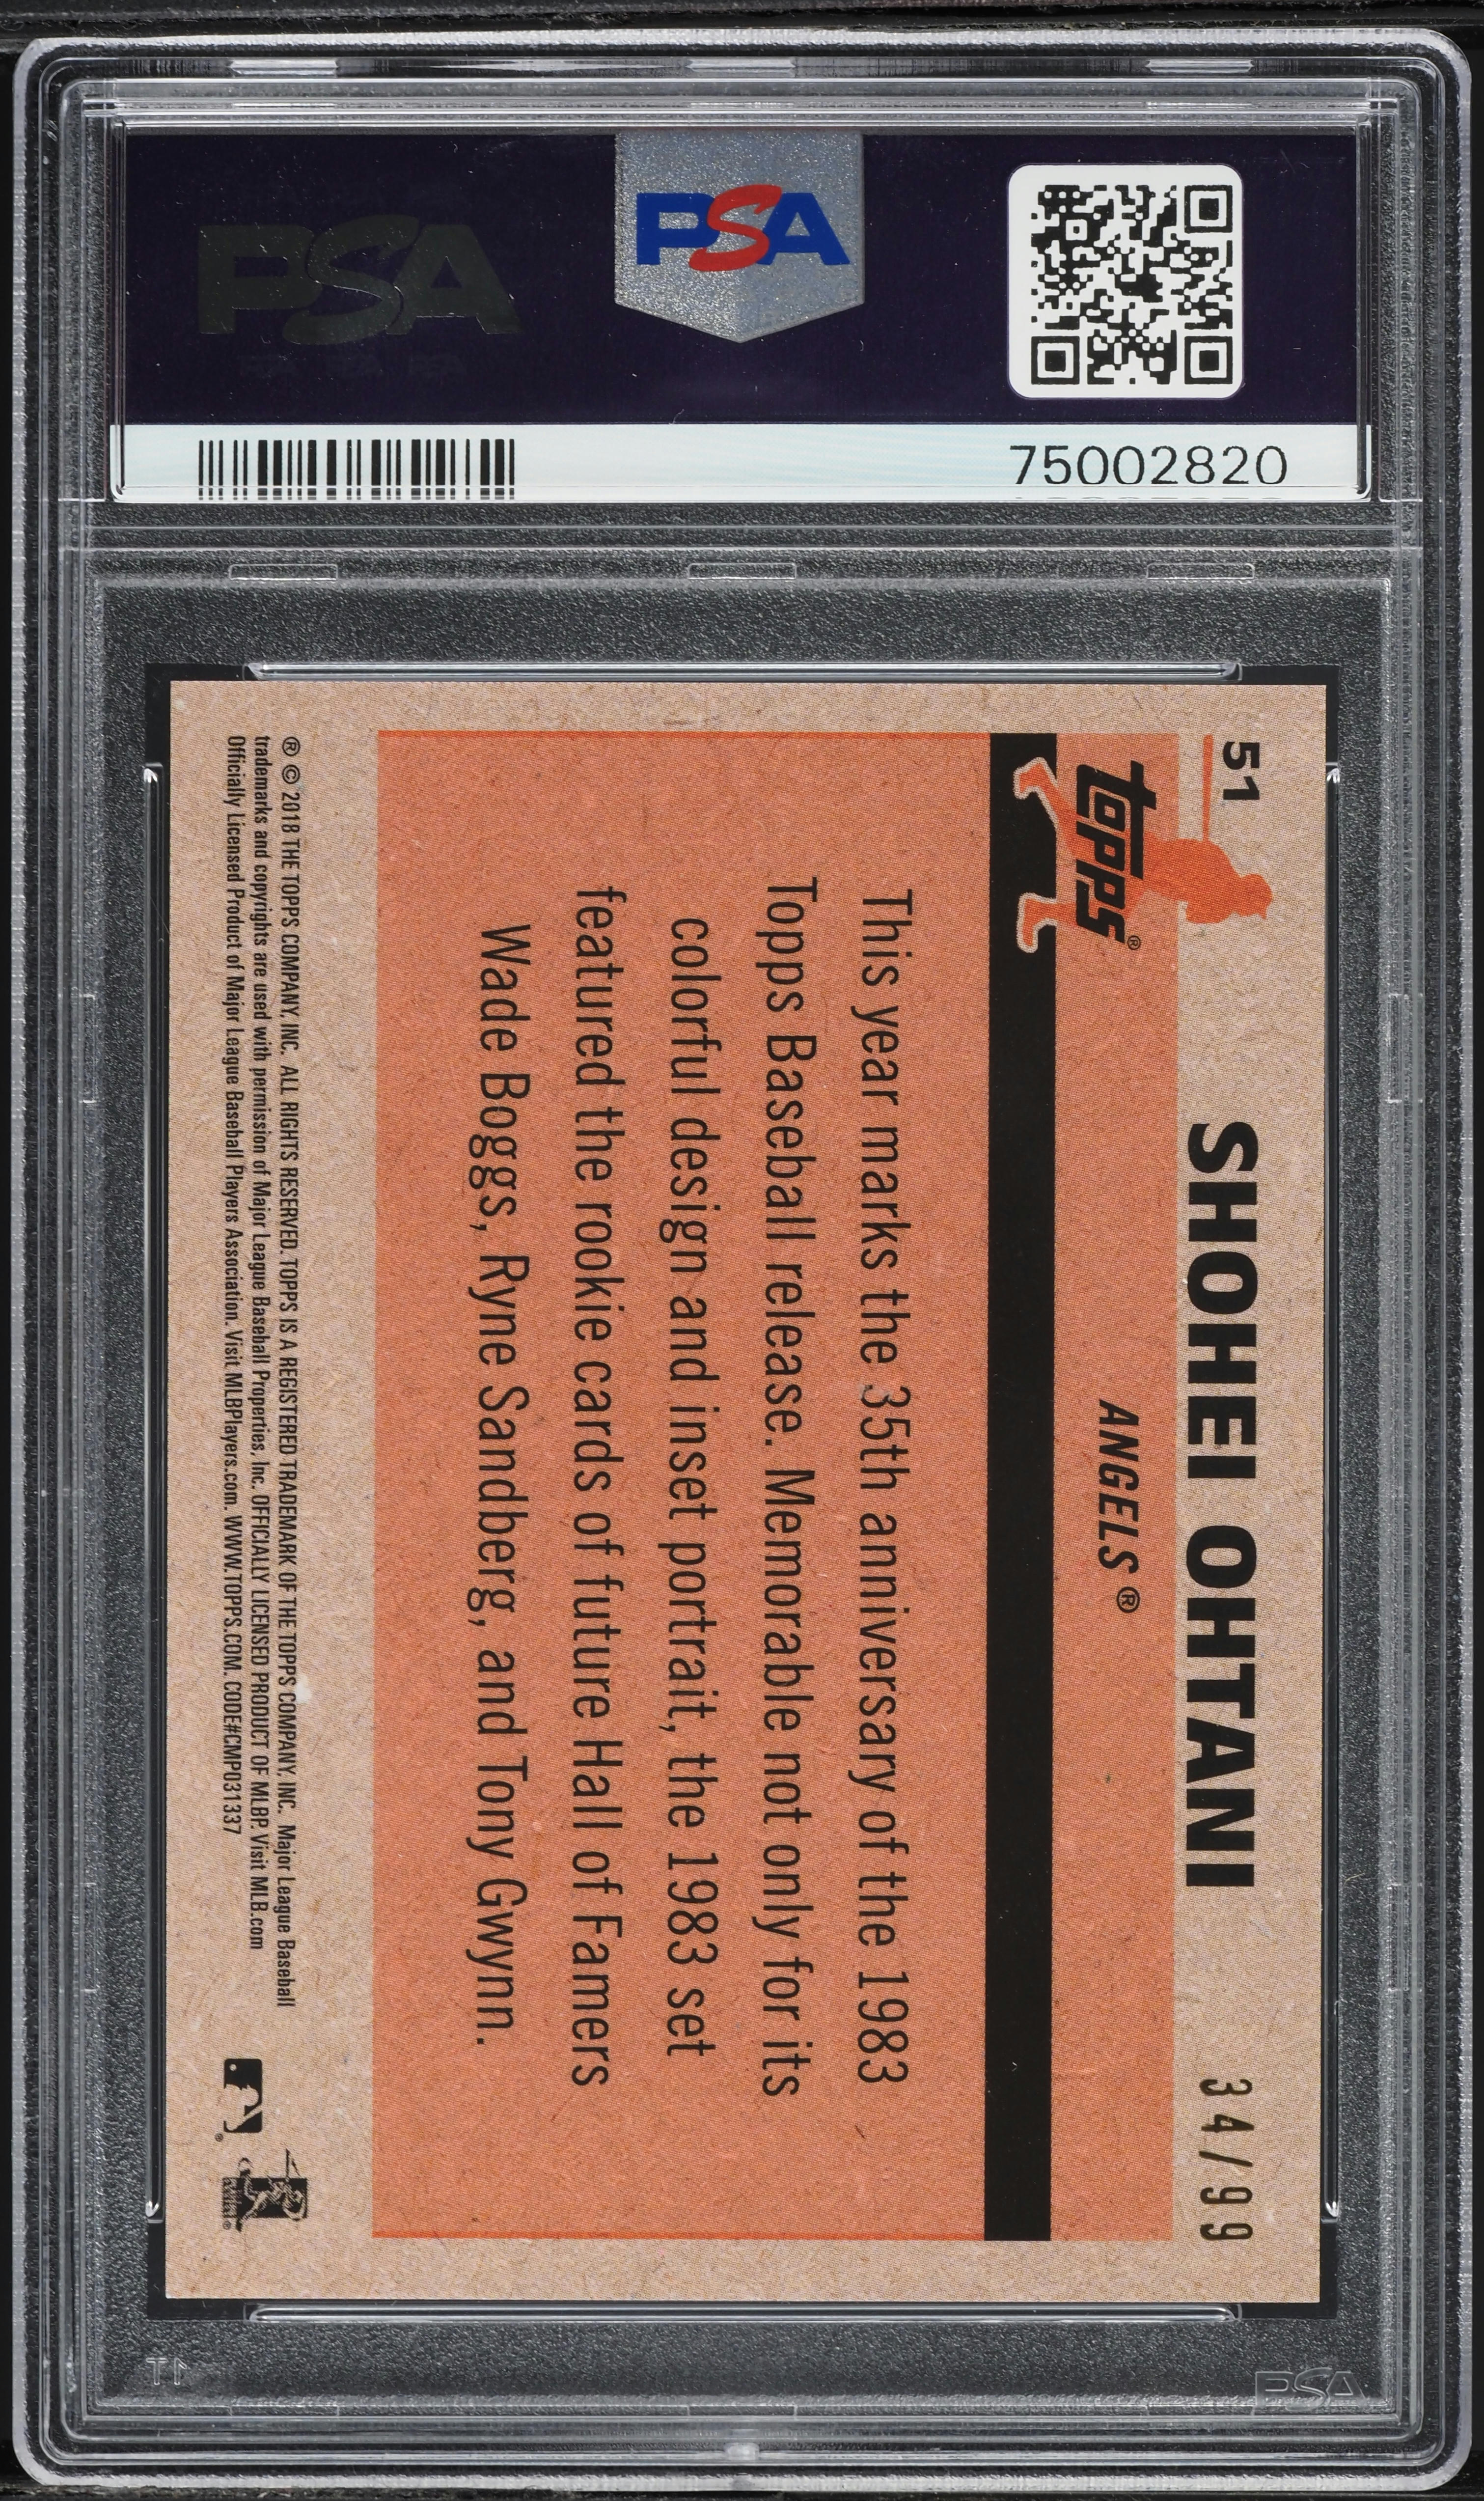 PSA
PSA
75002820
51
SHOHEI OHTANI
34/99
topps®
ANGELS®
This year marks the 35th anniversary of the 1983
Topps Baseball release. Memorable not only for its
colorful design and inset portrait, the 1983 set
featured the rookie cards of future Hall of Famers
Wade Boggs, Ryne Sandberg, and Tony Gwynn.
® © 2018 THE TOPPS COMPANY, INC. ALL RIGHTS RESERVED. TOPPS IS A REGISTERED TRADEMARK OF THE TOPPS COMPANY, INC. Major League Baseball
trademarks and copyrights are used with permission of Major League Baseball Properties, Inc. OFFICIALLY LICENSED PRODUCT OF MLBP. Visit MLB.com
Officially Licensed Product of Major League Baseball Players Association. Visit MLBPlayers.com. WWW.TOPPS.COM. CODE#CMP031337
PSA